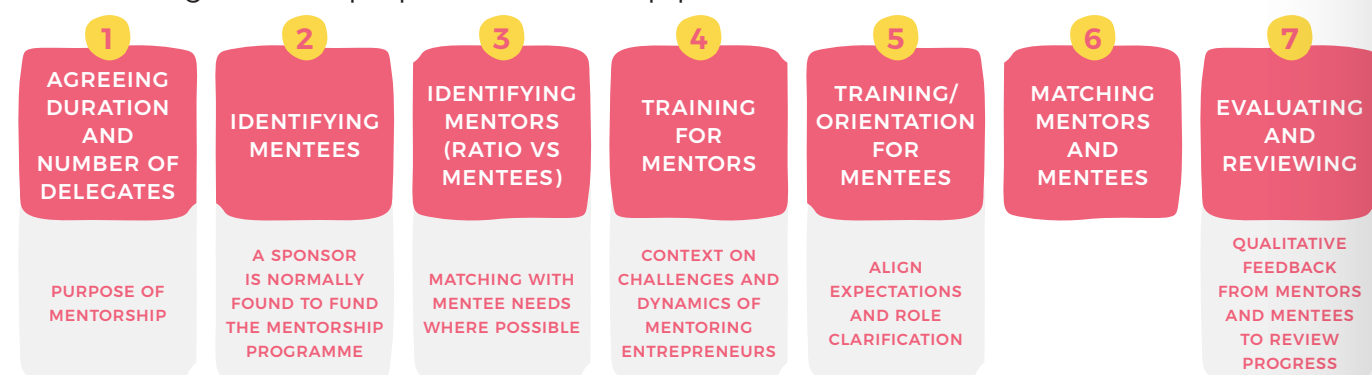 1
AGREEING
DURATION
AND
NUMBER OF
DELEGATES
PURPOSE OF
MENTORSHIP
2
IDENTIFYING
MENTEES
A SPONSOR
IS NORMALLY
FOUND TO FUND
THE MENTORSHIP
PROGRAMME
3
IDENTIFYING
MENTORS
(RATIO VS
MENTEES)
MATCHING WITH
MENTEE NEEDS
WHERE POSSIBLE
4
TRAINING
FOR
MENTORS
CONTEXT ON
CHALLENGES AND
DYNAMICS OF
MENTORING
ENTREPRENEURS
5
TRAINING/
ORIENTATION
FOR
MENTEES
ALIGN
EXPECTATIONS
AND ROLE
CLARIFICATION
6
MATCHING
MENTORS
AND
MENTEES
7
EVALUATING
AND
REVIEWING
QUALITATIVE
FEEDBACK
FROM MENTORS
AND MENTEES
TO REVIEW
PROGRESS